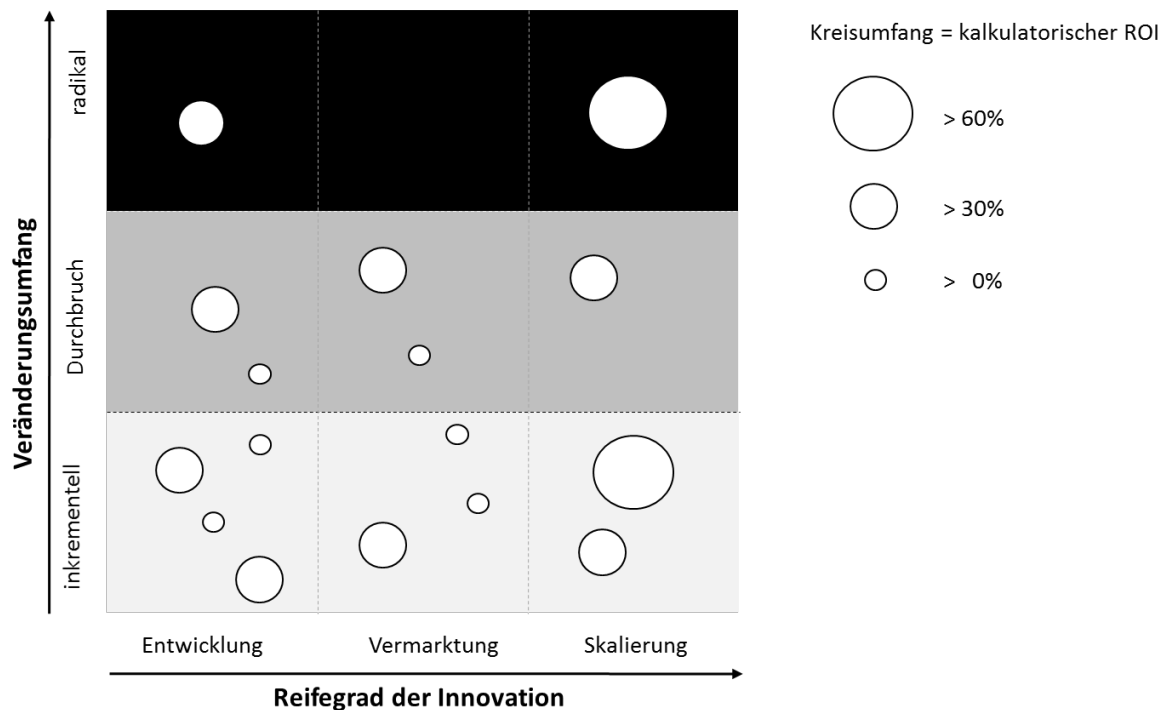 Kreisumfang = kalkulatorischer ROI
> 60%
> 30%
> 0%
Veränderungsumfang
radikal
Durchbruch
inkrementell
Entwicklung
Vermarktung
Skalierung
Reifegrad der Innovation